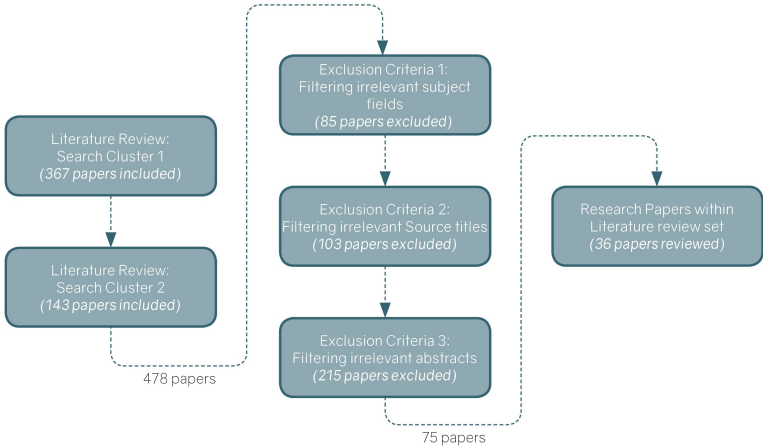 Literature Review:
Search Cluster 1
(367 papers included)
Literature Review:
Search Cluster 2
(143 papers included)
478 papers
Exclusion Criteria 1:
Filtering irrelevant subject
fields
(85 papers excluded)
Exclusion Criteria 2:
Filtering irrelevant Source titles
(103 papers excluded)
Exclusion Criteria 3:
Filtering irrelevant abstracts
(215 papers excluded)
75 papers
Research Papers within
Literature review set
(36 papers reviewed)